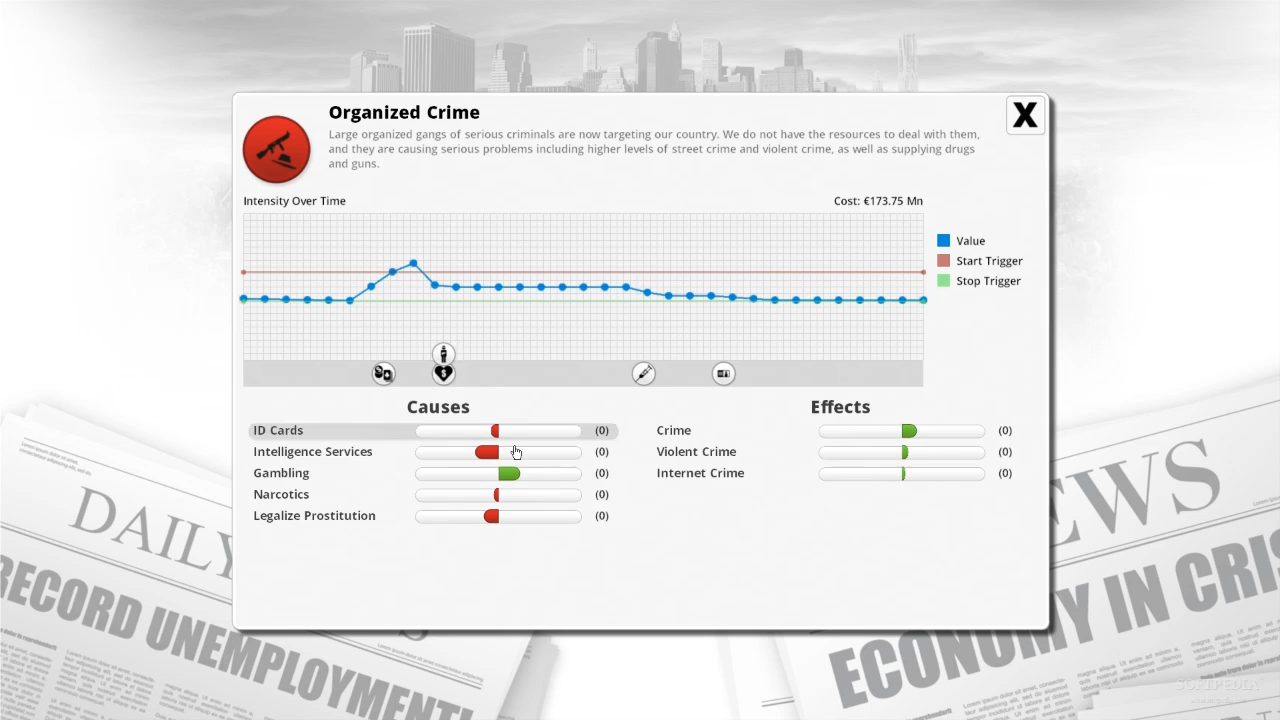 Organized Crime
X
Large organized gangs of serious criminals are now targeting our country. We do not have the resources to deal with them,
and they are causing serious problems including higher levels of street crime and violent crime, as well as supplying drugs
and guns.
Intensity Over Time
Cost: €173.75 Mn
Value
Start Trigger
Stop Trigger
Causes
ID Cards (0)
Intelligence Services (0)
Gambling (0)
Narcotics (0)
Legalize Prostitution (0)
Effects
Crime (0)
Violent Crime (0)
Internet Crime (0)
DAILY
RECORD UNEMPLOYMENT!
EWS
ECONOMY IN CRIS
SOFTPEDIA